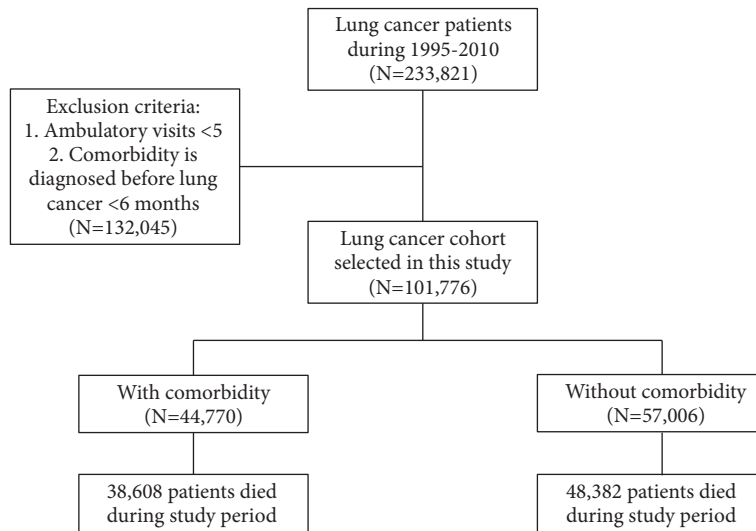 Lung cancer patients
during 1995-2010
(N=233,821)
Exclusion criteria:
1. Ambulatory visits <5
2. Comorbidity is
diagnosed before lung
cancer <6 months
(N=132,045)
Lung cancer cohort
selected in this study
(N=101,776)
With comorbidity
(N=44,770)
Without comorbidity
(N=57,006)
38,608 patients died
during study period
48,382 patients died
during study period